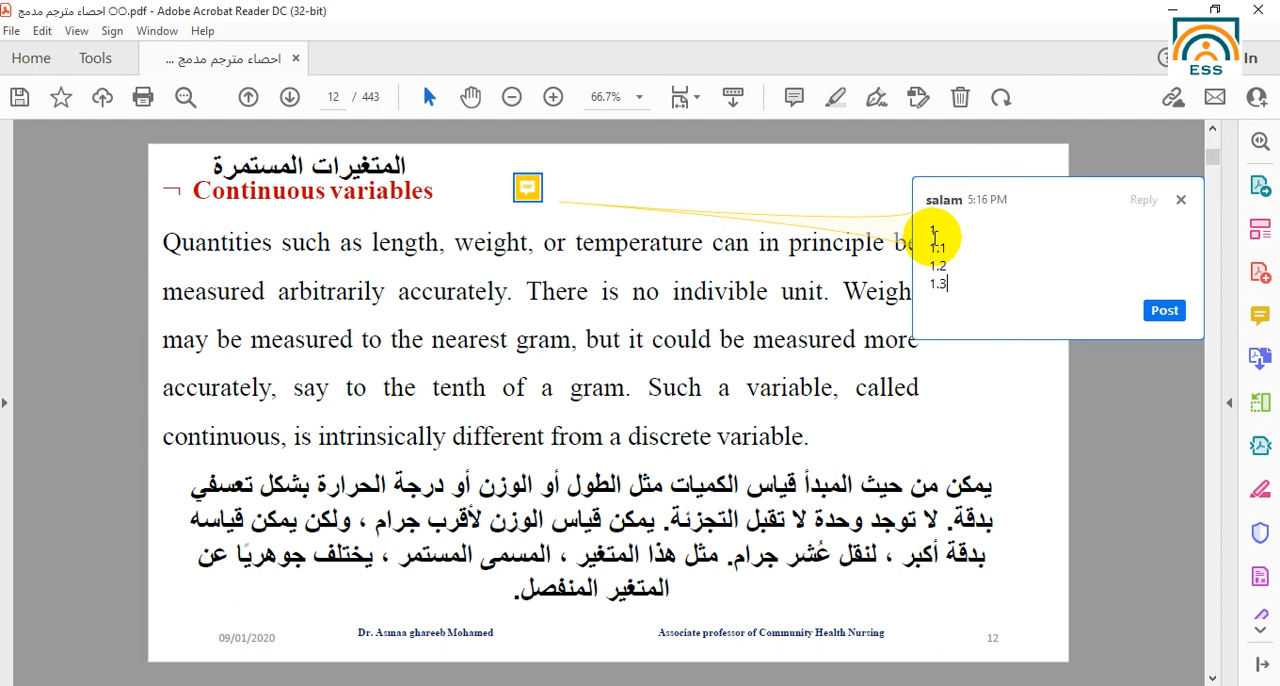 احصاء مترجم مدمج OO.pdf - Adobe Acrobat Reader DC (32-bit)
File Edit View Sign Window Help
ESS
Home Tools احصاء مترجم مدمج ... × In
12 / 443 66.7%
المتغيرات المستمرة
¬ Continuous variables
salam 5:16 PM Reply
1.1
1.2
1.3
Post
Quantities such as length, weight, or temperature can in principle be
measured arbitrarily accurately. There is no indivible unit. Weigh
may be measured to the nearest gram, but it could be measured more
accurately, say to the tenth of a gram. Such a variable, called
continuous, is intrinsically different from a discrete variable.
يمكن من حيث المبدأ قياس الكميات مثل الطول أو الوزن أو درجة الحرارة بشكل تعسفي
بدقة. لا توجد وحدة لا تقبل التجزئة. يمكن قياس الوزن لأقرب جرام ، ولكن يمكن قياسه
بدقة أكبر ، لنقل عُشر جرام. مثل هذا المتغير ، المسمى المستمر ، يختلف جوهريًا عن
المتغير المنفصل.
09/01/2020 Dr. Asmaa ghareeb Mohamed Associate professor of Community Health Nursing 12